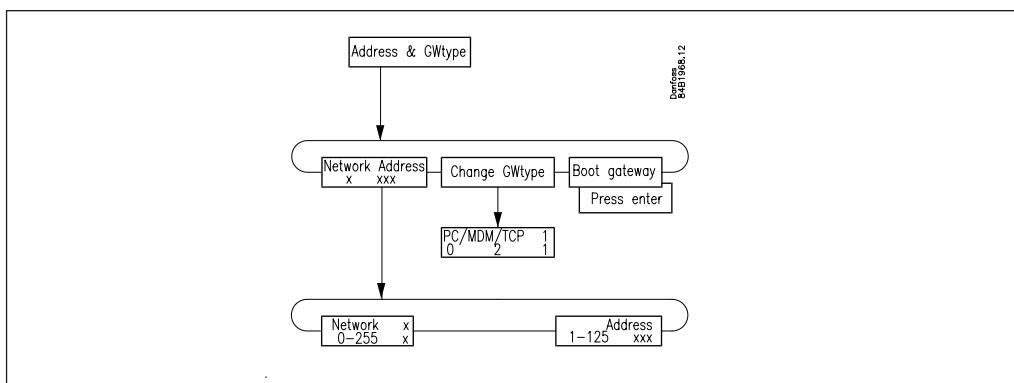 Address & GWtype
Danfoss
84B1968.12
Network Address
x xxx
Change GWtype
Boot gateway
Press enter
PC/MDM/TCP 1
0 2 1
Network x
0-255 x
Address
1-125 xxx